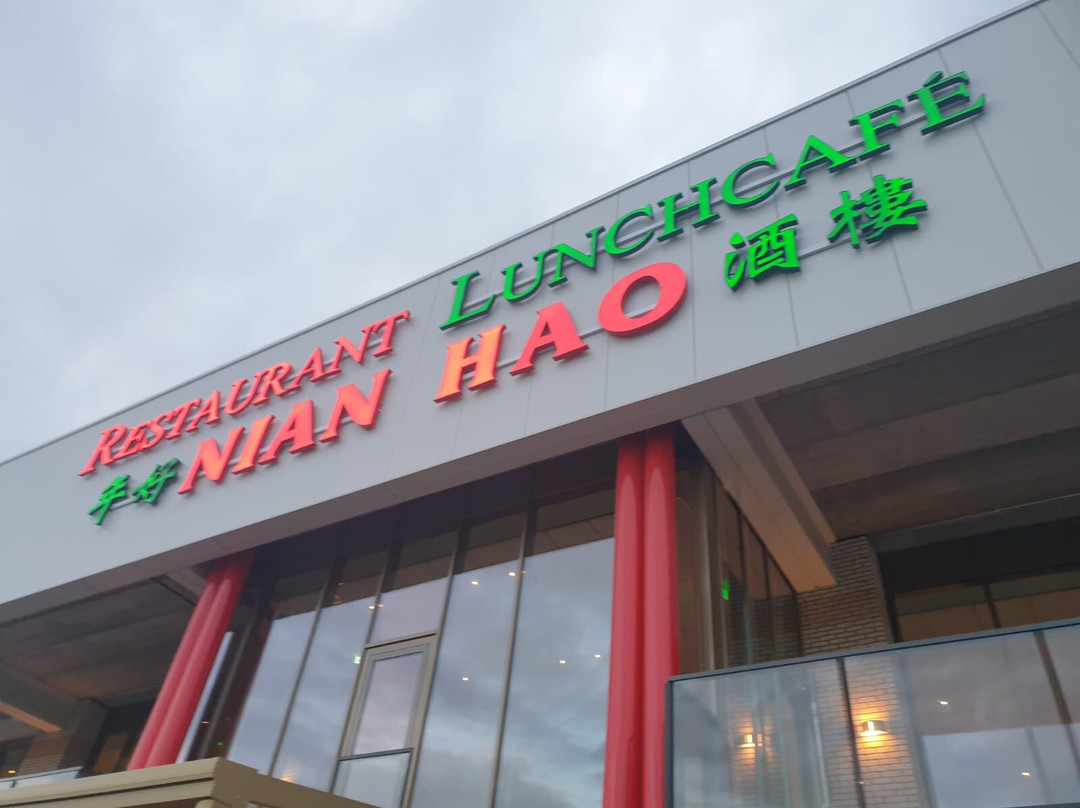 RESTAURANT LUNCHCAFÉ
年好 NIAN HAO 酒樓